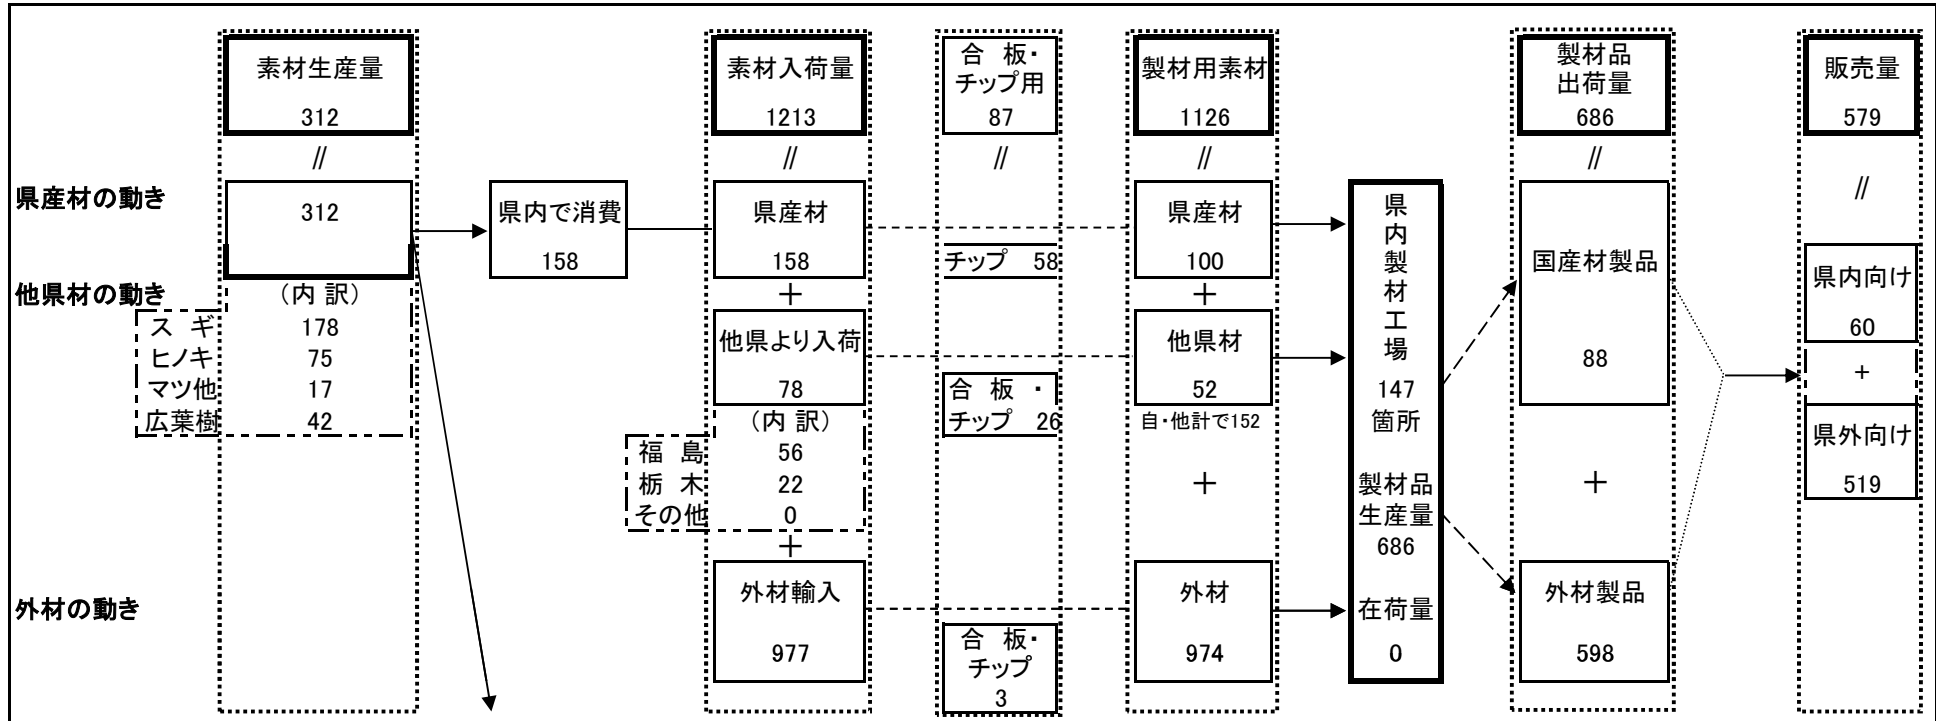 素材生産量
312
//
312
(内 訳)
ス ギ 178
ヒノキ 75
マツ他 17
広葉樹 42
県産材の動き
他県材の動き
外材の動き
県内で消費
158
素材入荷量
1213
//
県産材
158
+
他県より入荷
78
(内 訳)
福 島 56
栃 木 22
その他 0
+
外材輸入
977
合 板・
チップ用
87
//
チップ 58
合 板 ・
チップ 26
合 板・
チップ
3
製材用素材
1126
//
県産材
100
+
他県材
52
自・他計で152
+
外材
974
県内製材工場
147
箇所
製材品
生産量
686
在荷量
0
製材品
出荷量
686
//
国産材製品
88
+
外材製品
598
販売量
579
//
県内向け
60
+
県外向け
519